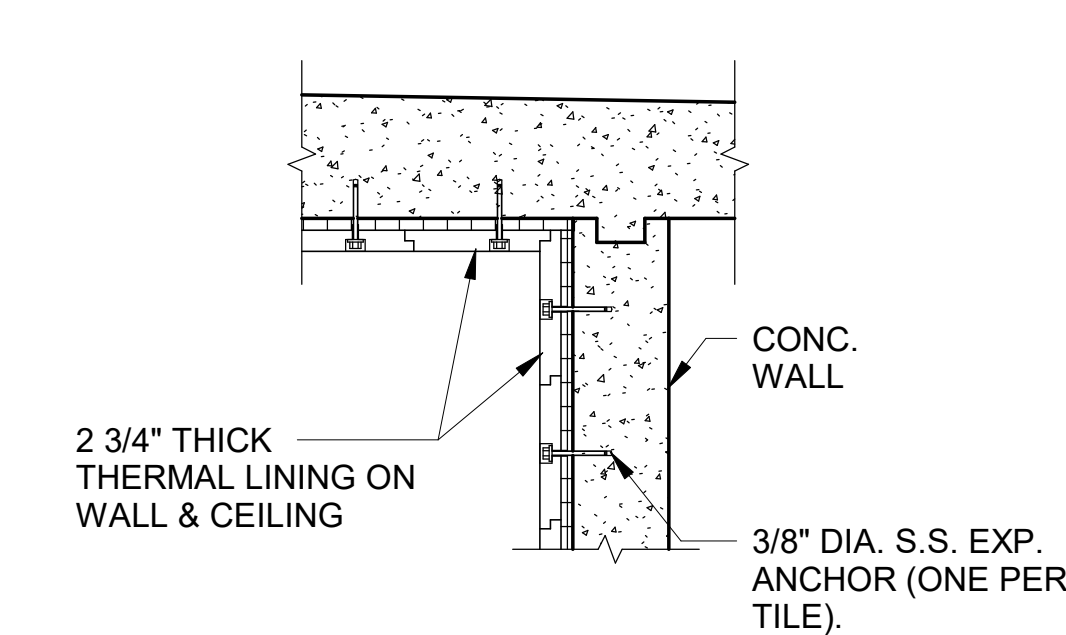 CONC.
WALL
2 3/4" THICK
THERMAL LINING ON
WALL & CEILING
3/8" DIA. S.S. EXP.
ANCHOR (ONE PER
TILE).